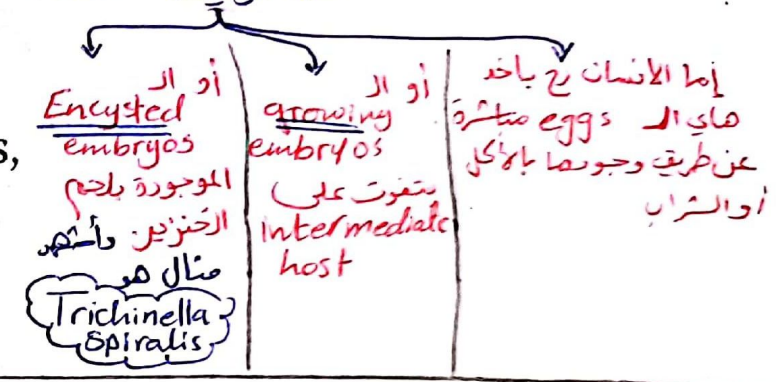 إما الانسان رح ياخد
هاي الـ eggs مباشرة
عن طريق وجودها بالأكل
أو الشراب
أو الـ
growing
embryos
بتفوت على
intermediate
host
أو الـ
Encysted
embryos
الموجودة بلحم
الخنزير وأشهر
مثال هو
Trichinella
Spiralis
s,